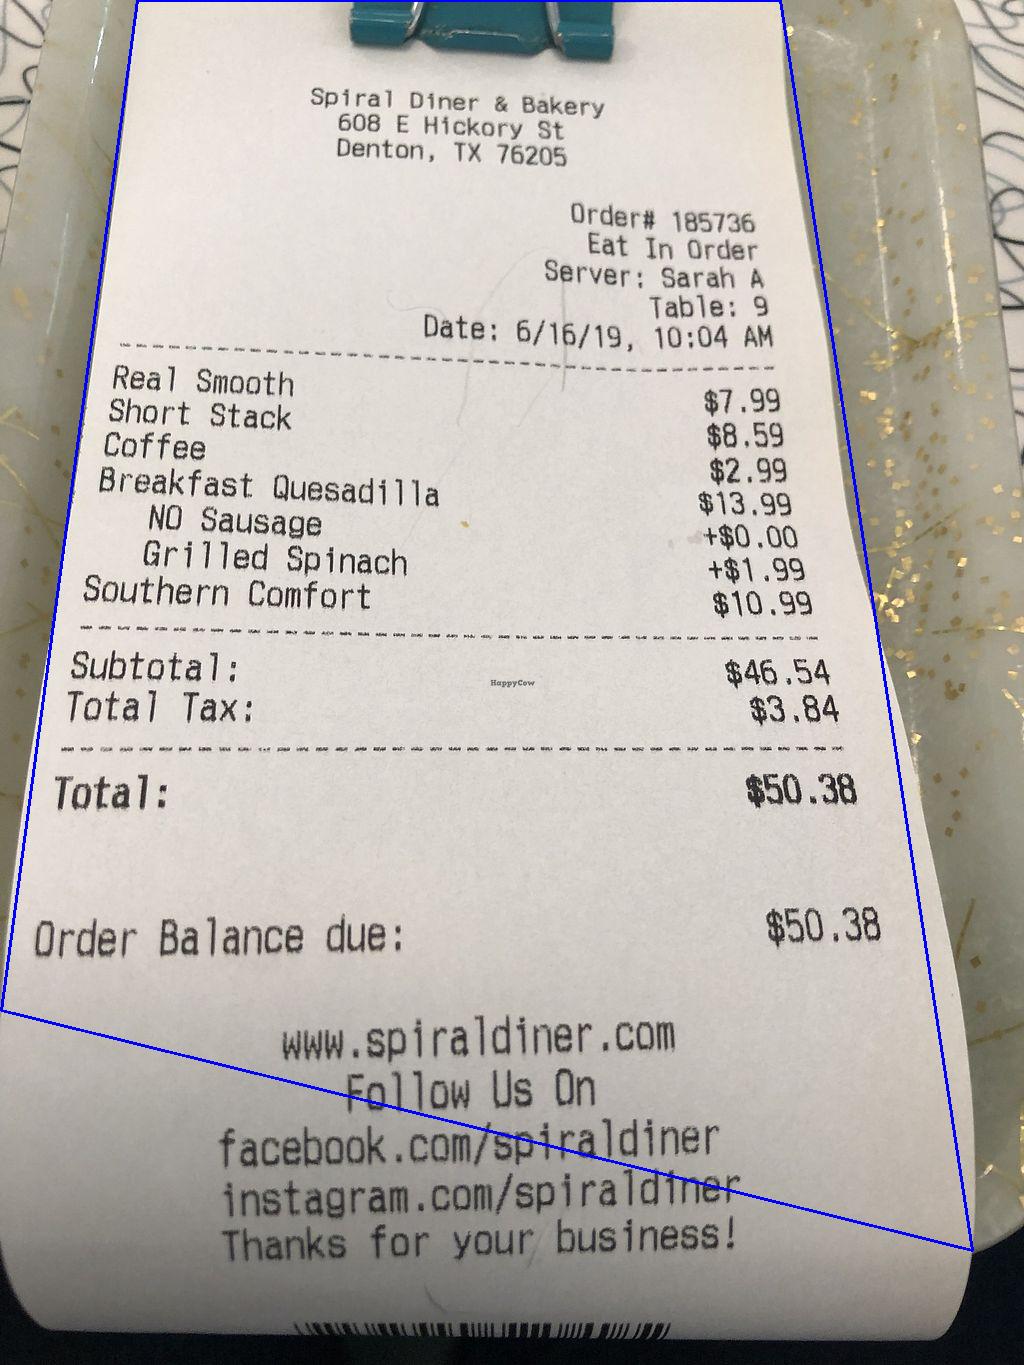 Spiral Diner & Bakery
608 E Hickory St
Denton, TX 76205
Order# 185736
Eat In Order
Server: Sarah A
Table: 9
Date: 6/16/19, 10:04 AM
Real Smooth $7.99
Short Stack $8.59
Coffee $2.99
Breakfast Quesadilla $13.99
NO Sausage +$0.00
Grilled Spinach +$1.99
Southern Comfort $10.99
Subtotal: $46.54
HappyCow
Total Tax: $3.84
Total: $50.38
Order Balance due: $50.38
www.spiraldiner.com
Follow Us On
facebook.com/spiraldiner
instagram.com/spiraldiner
Thanks for your business!